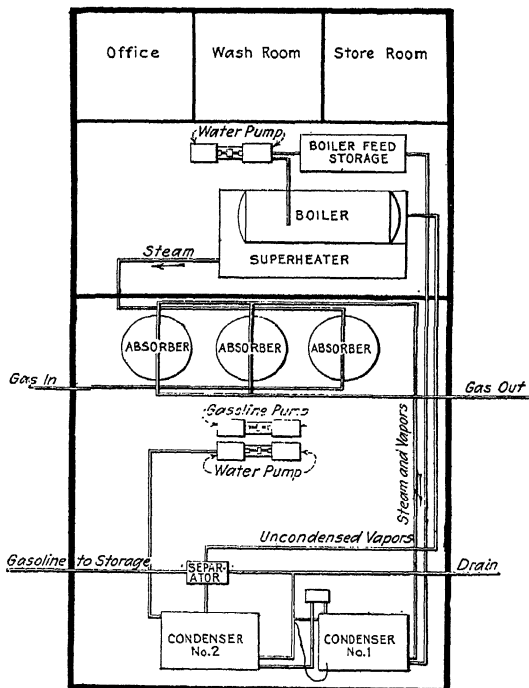 Office
Wash Room
Store Room
Water Pump
BOILER FEED
STORAGE
BOILER
SUPERHEATER
Steam
ABSORBER
ABSORBER
ABSORBER
Gas In
Gas Out
Gasoline Pump
Water Pump
Steam and Vapors
Uncondensed Vapors
Gasoline to Storage
SEPAR-
ATOR
Drain
CONDENSER
No.2
CONDENSER
No.1